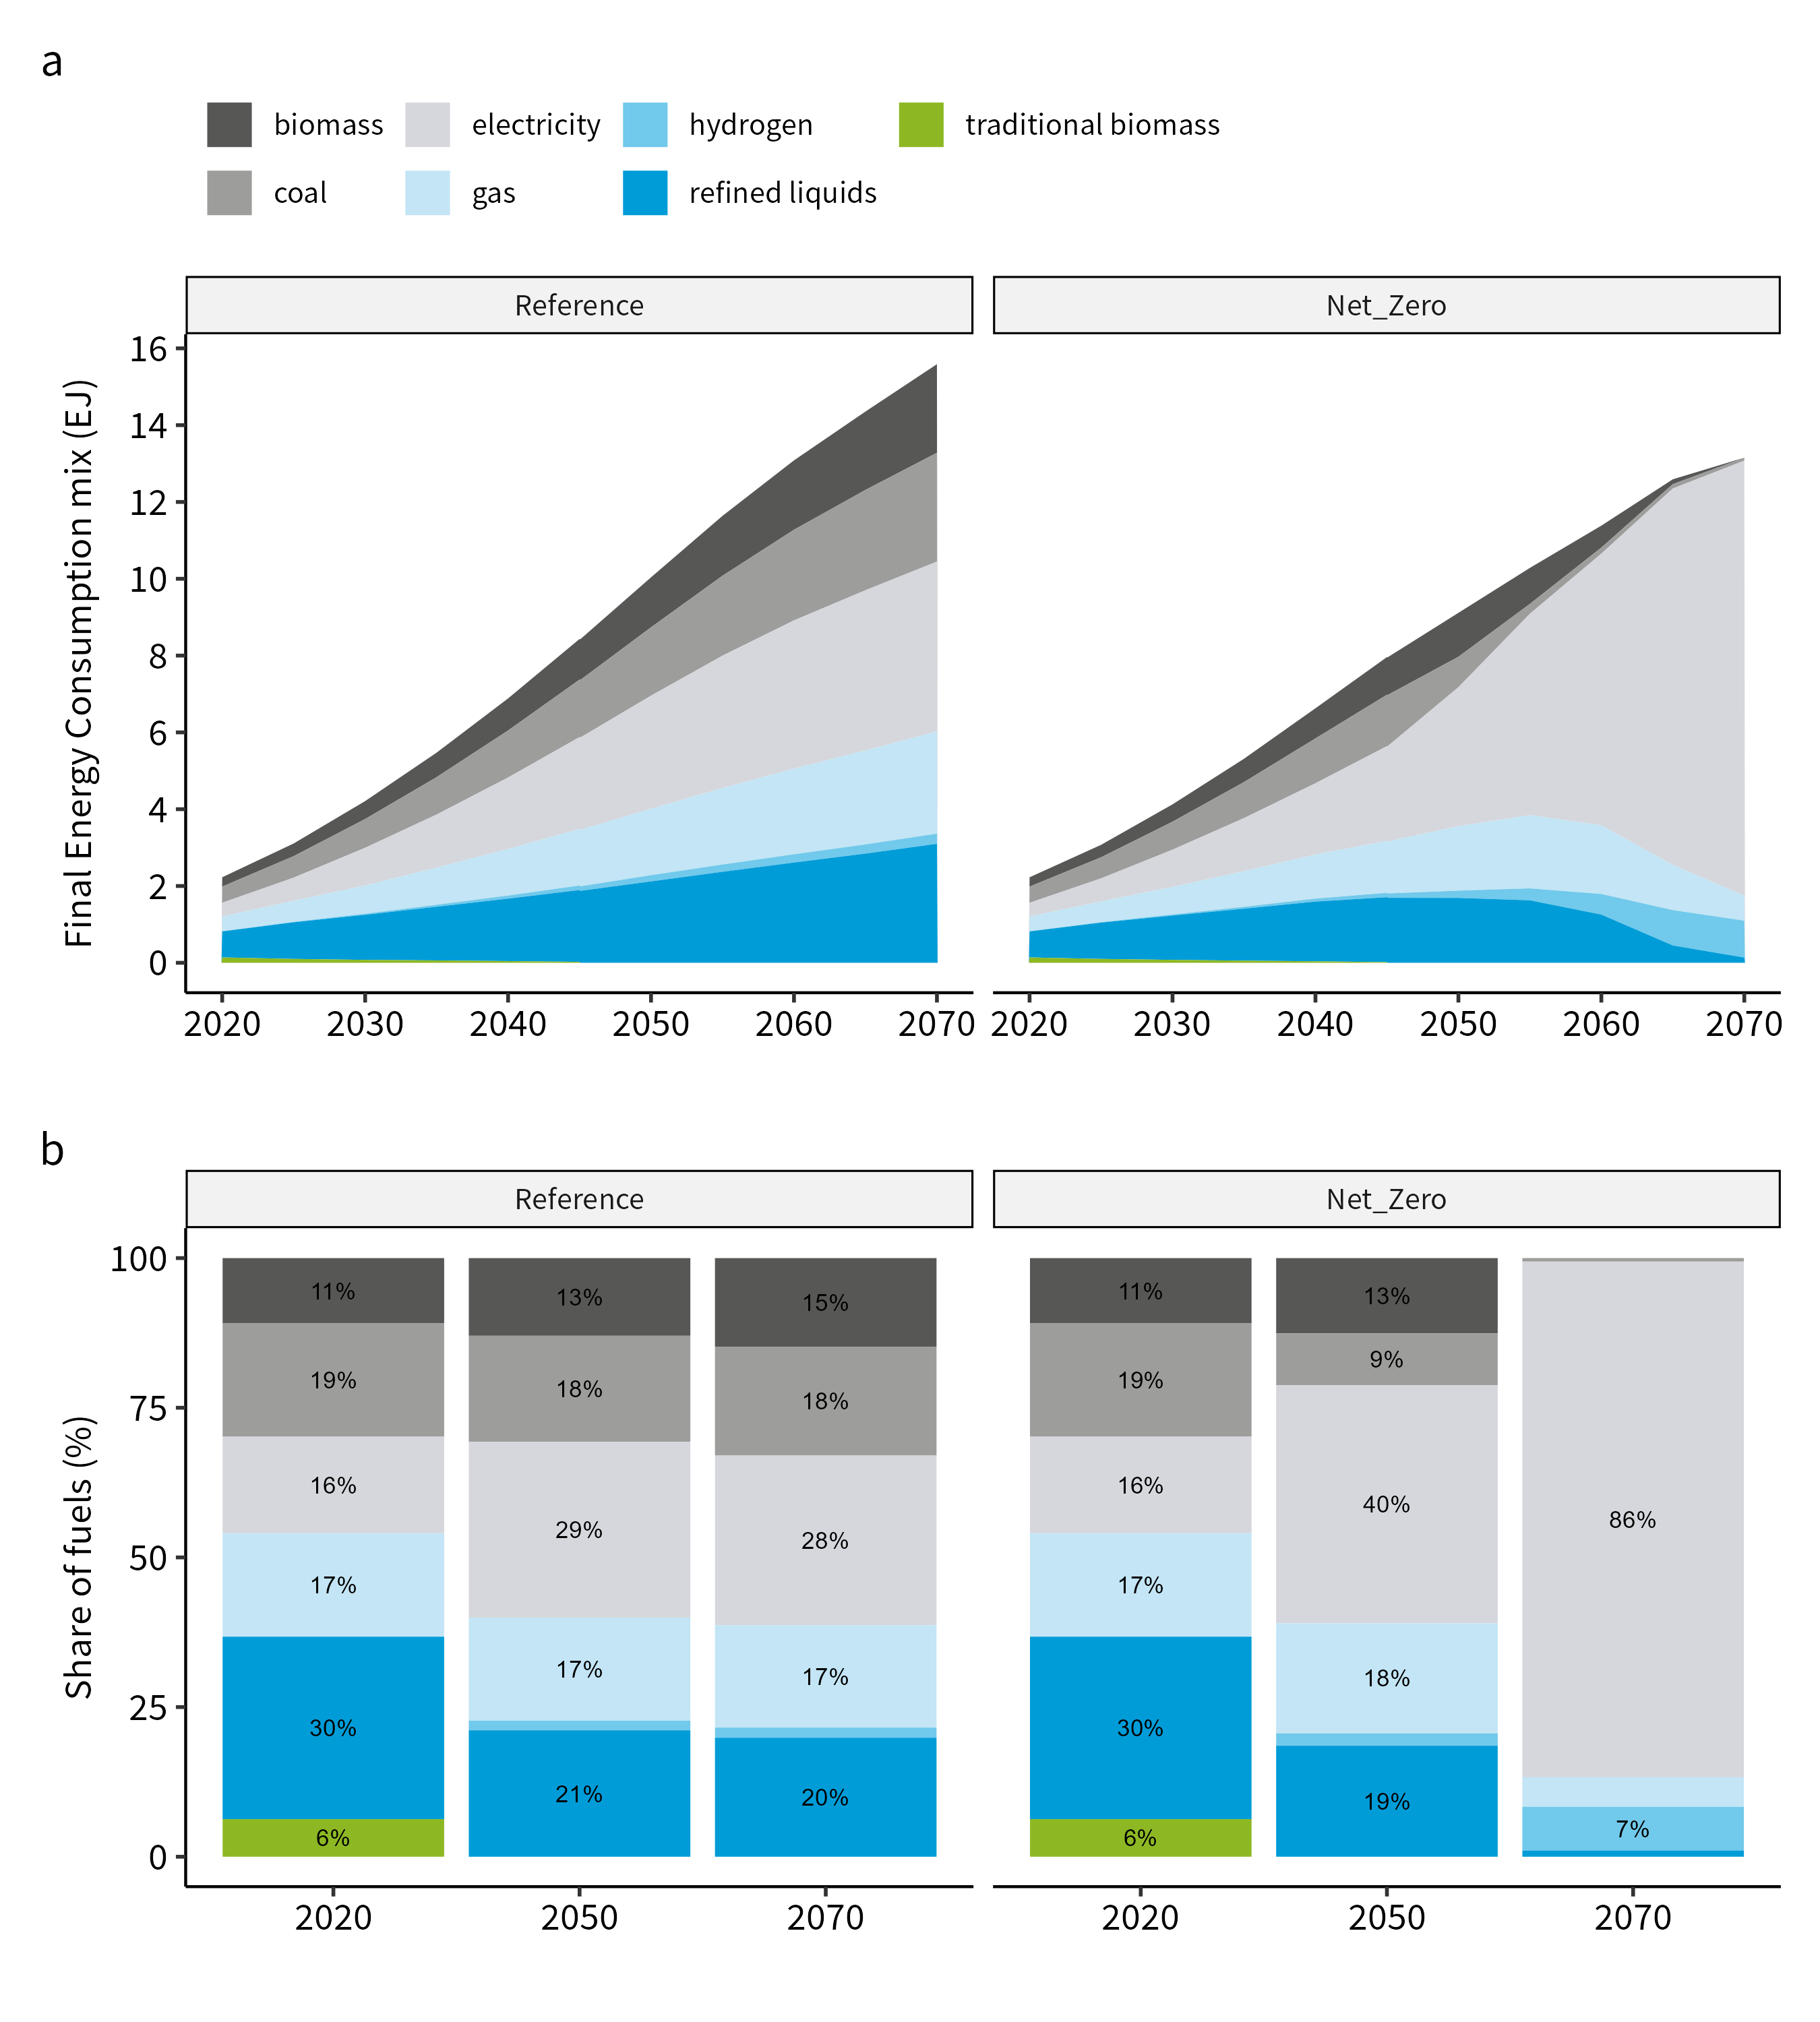 a
biomass electricity hydrogen traditional biomass
coal gas refined liquids
Reference Net_Zero
Final Energy Consumption mix (EJ)
16
14
12
10
8
6
4
2
0
2020 2030 2040 2050 2060 2070 2020 2030 2040 2050 2060 2070
b
Reference Net_Zero
Share of fuels (%)
100
75
50
25
0
11% 19% 16% 17% 30% 6%
13% 18% 29% 17% 21%
15% 18% 28% 17% 20%
11% 19% 16% 17% 30% 6%
13% 9% 40% 18% 19%
86% 7%
2020 2050 2070 2020 2050 2070